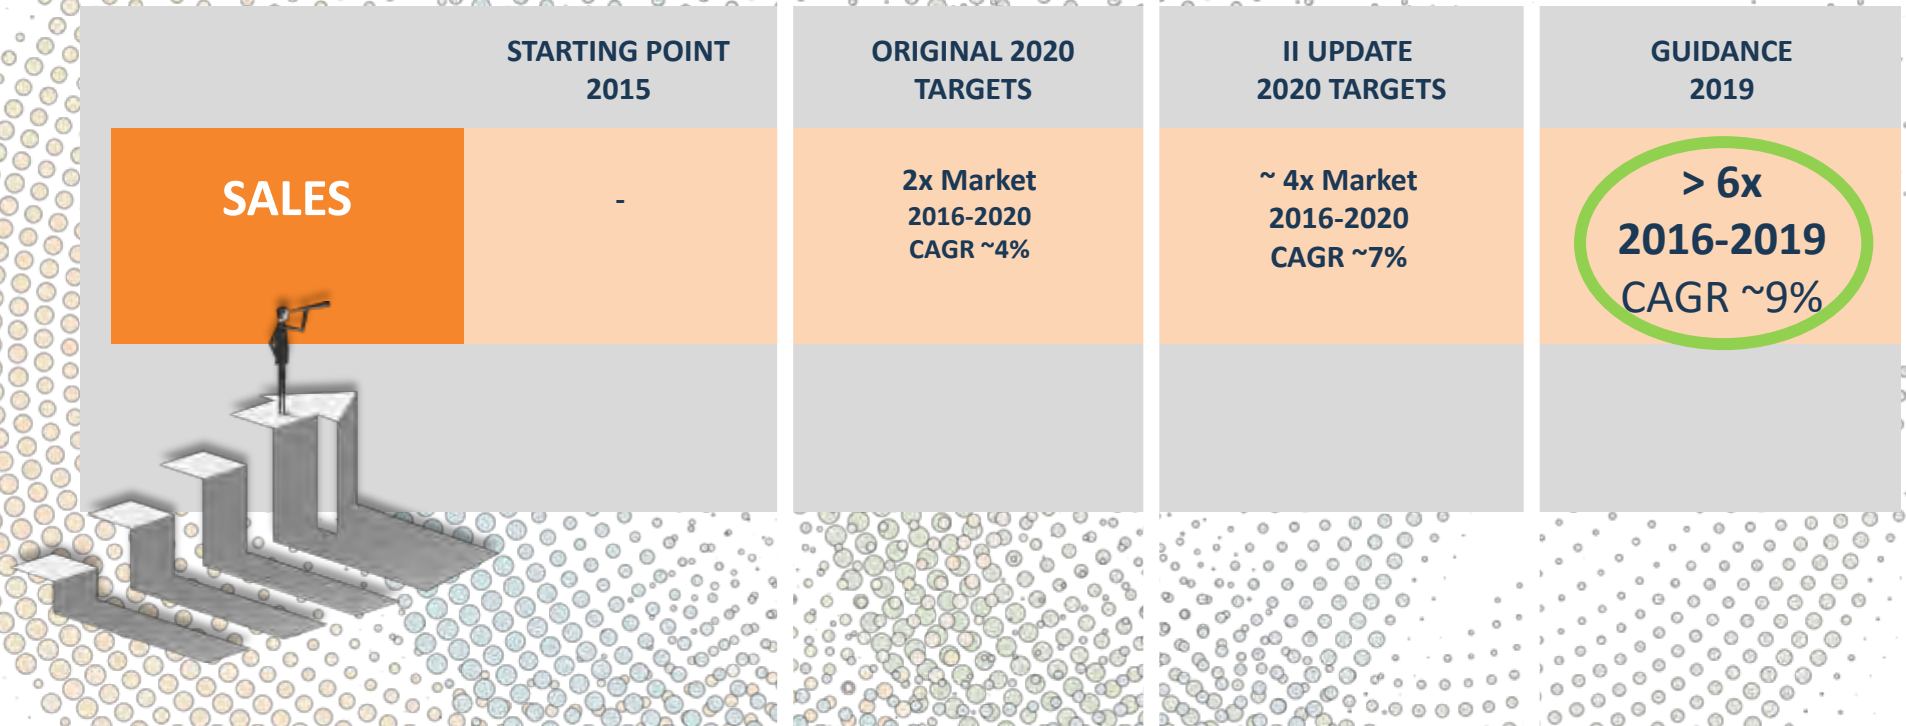 STARTING POINT
2015
ORIGINAL 2020
TARGETS
II UPDATE
2020 TARGETS
GUIDANCE
2019
SALES
-
2x Market
2016-2020
CAGR ~4%
~ 4x Market
2016-2020
CAGR ~7%
> 6x
2016-2019
CAGR ~9%